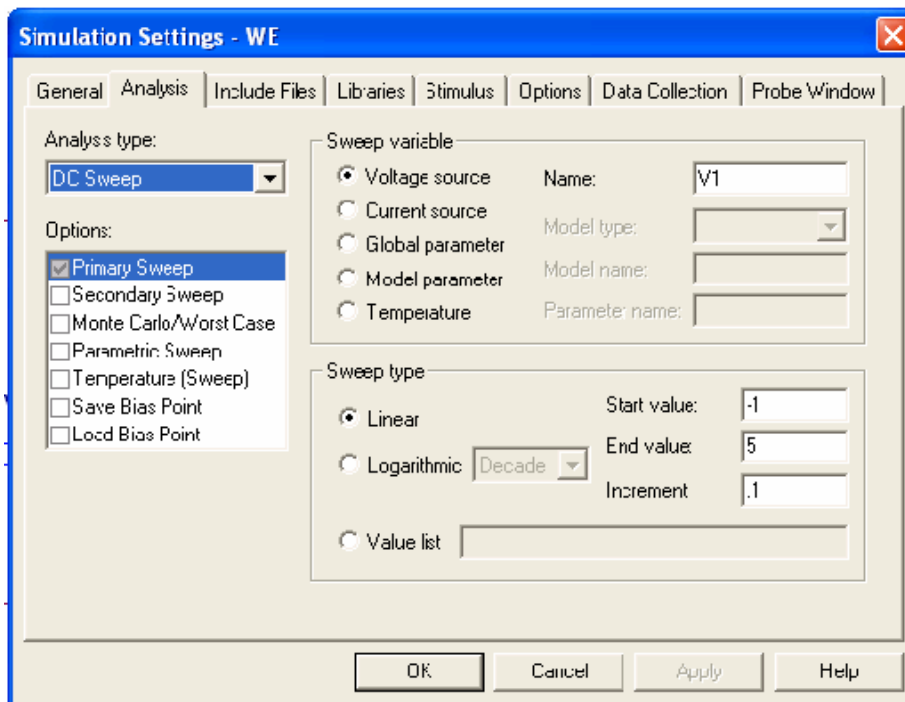 Simulation Settings - WE
General Analysis Include Files Libraries Stimulus Options Data Collection Probe Window
Analysis type:
DC Sweep
Options:
Primary Sweep
Secondary Sweep
Monte Carlo/Worst Case
Parametric Sweep
Temperature (Sweep)
Save Bias Point
Load Bias Point
Sweep variable
Voltage source
Current source
Global parameter
Model parameter
Temperature
Name: V1
Model type:
Model name:
Parameter name:
Sweep type
Linear
Logarithmic Decade
Value list
Start value: -1
End value: 5
Increment .1
OK Cancel Apply Help